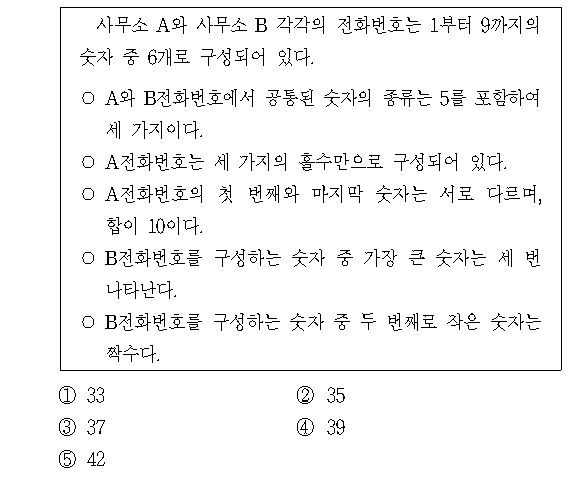 사무소 A와 사무소 B 각각의 전화번호는 1부터 9까지의
숫자 중 6개로 구성되어 있다.
○ A와 B전화번호에서 공통된 숫자의 종류는 5를 포함하여
세 가지이다.
○ A전화번호는 세 가지의 홀수만으로 구성되어 있다.
○ A전화번호의 첫 번째와 마지막 숫자는 서로 다르며,
합이 10이다.
○ B전화번호를 구성하는 숫자 중 가장 큰 숫자는 세 번
나타난다.
○ B전화번호를 구성하는 숫자 중 두 번째로 작은 숫자는
짝수다.
① 33 ② 35
③ 37 ④ 39
⑤ 42